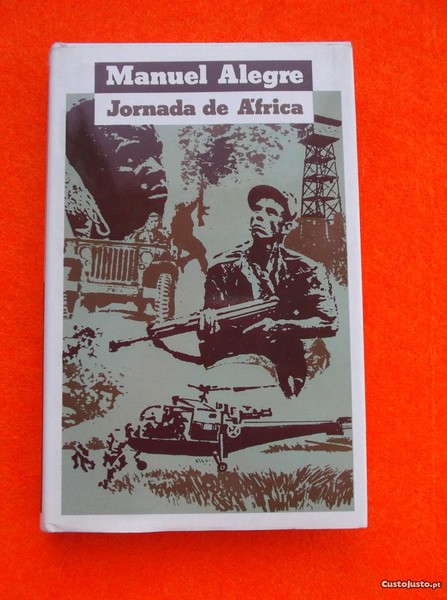 Manuel Alegre
Jornada de África
CustoJusto.pt